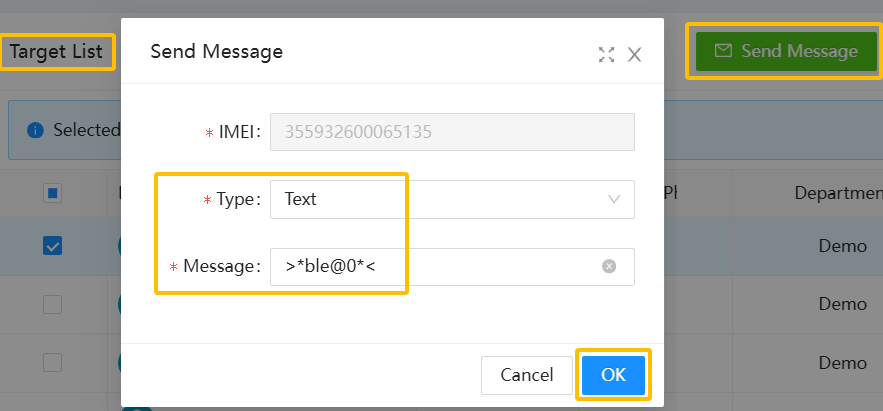 Target List
Send Message
Send Message
Selected
* IMEI: 355932600065135
* Type: Text
* Message: >*ble@0*<
Departmen
Demo
Demo
Demo
Cancel
OK